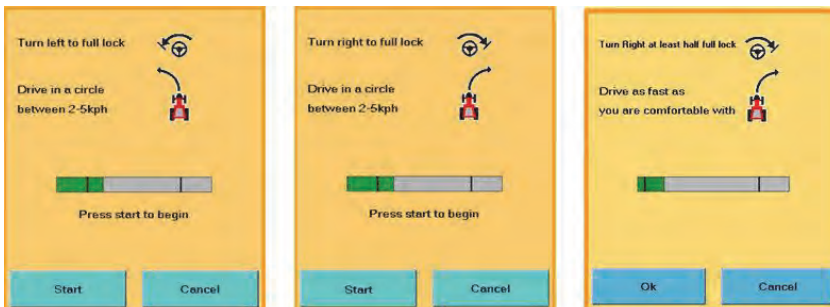 Turn left to full lock
Drive in a circle
between 2-5kph
Press start to begin
Start
Cancel
Turn right to full lock
Drive in a circle
between 2-5kph
Press start to begin
Start
Cancel
Turn Right at least half full lock
Drive as fast as
you are comfortable with
Ok
Cancel